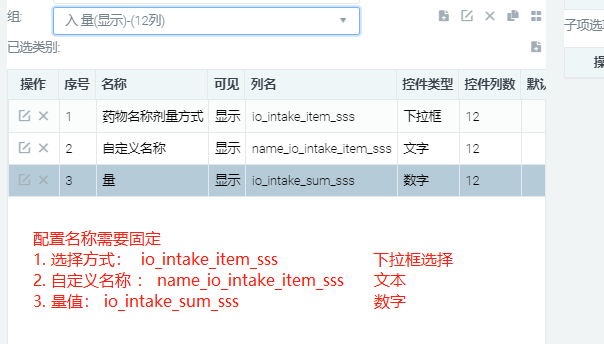 组: 入 量(显示)-(12列)
子项选项
已选类别:
操作 序号 名称 可见 列名 控件类型 控件列数 默认
1 药物名称剂量方式 显示 io_intake_item_sss 下拉框 12
2 自定义名称 显示 name_io_intake_item_sss 文字 12
3 量 显示 io_intake_sum_sss 数字 12
配置名称需要固定
1. 选择方式: io_intake_item_sss 下拉框选择
2. 自定义名称 : name_io_intake_item_sss 文本
3. 量值: io_intake_sum_sss 数字